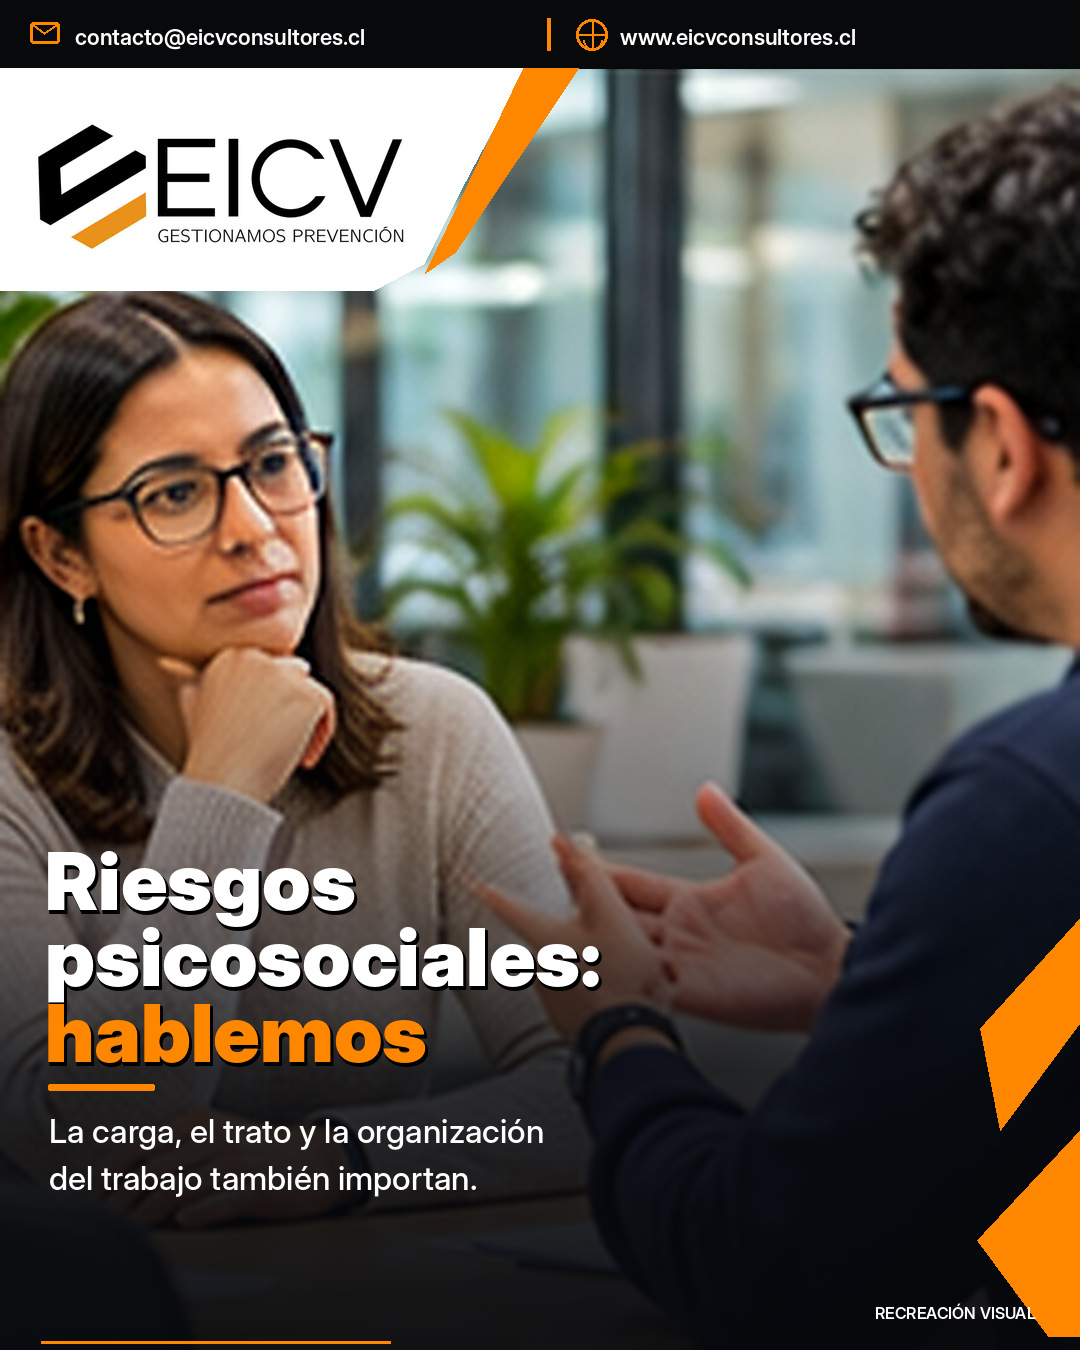 contacto@eicvconsultores.cl
www.eicvconsultores.cl
EICV
GESTIONAMOS PREVENCIÓN
Riesgos
psicosociales:
hablemos
La carga, el trato y la organización
del trabajo también importan.
RECREACIÓN VISUAL